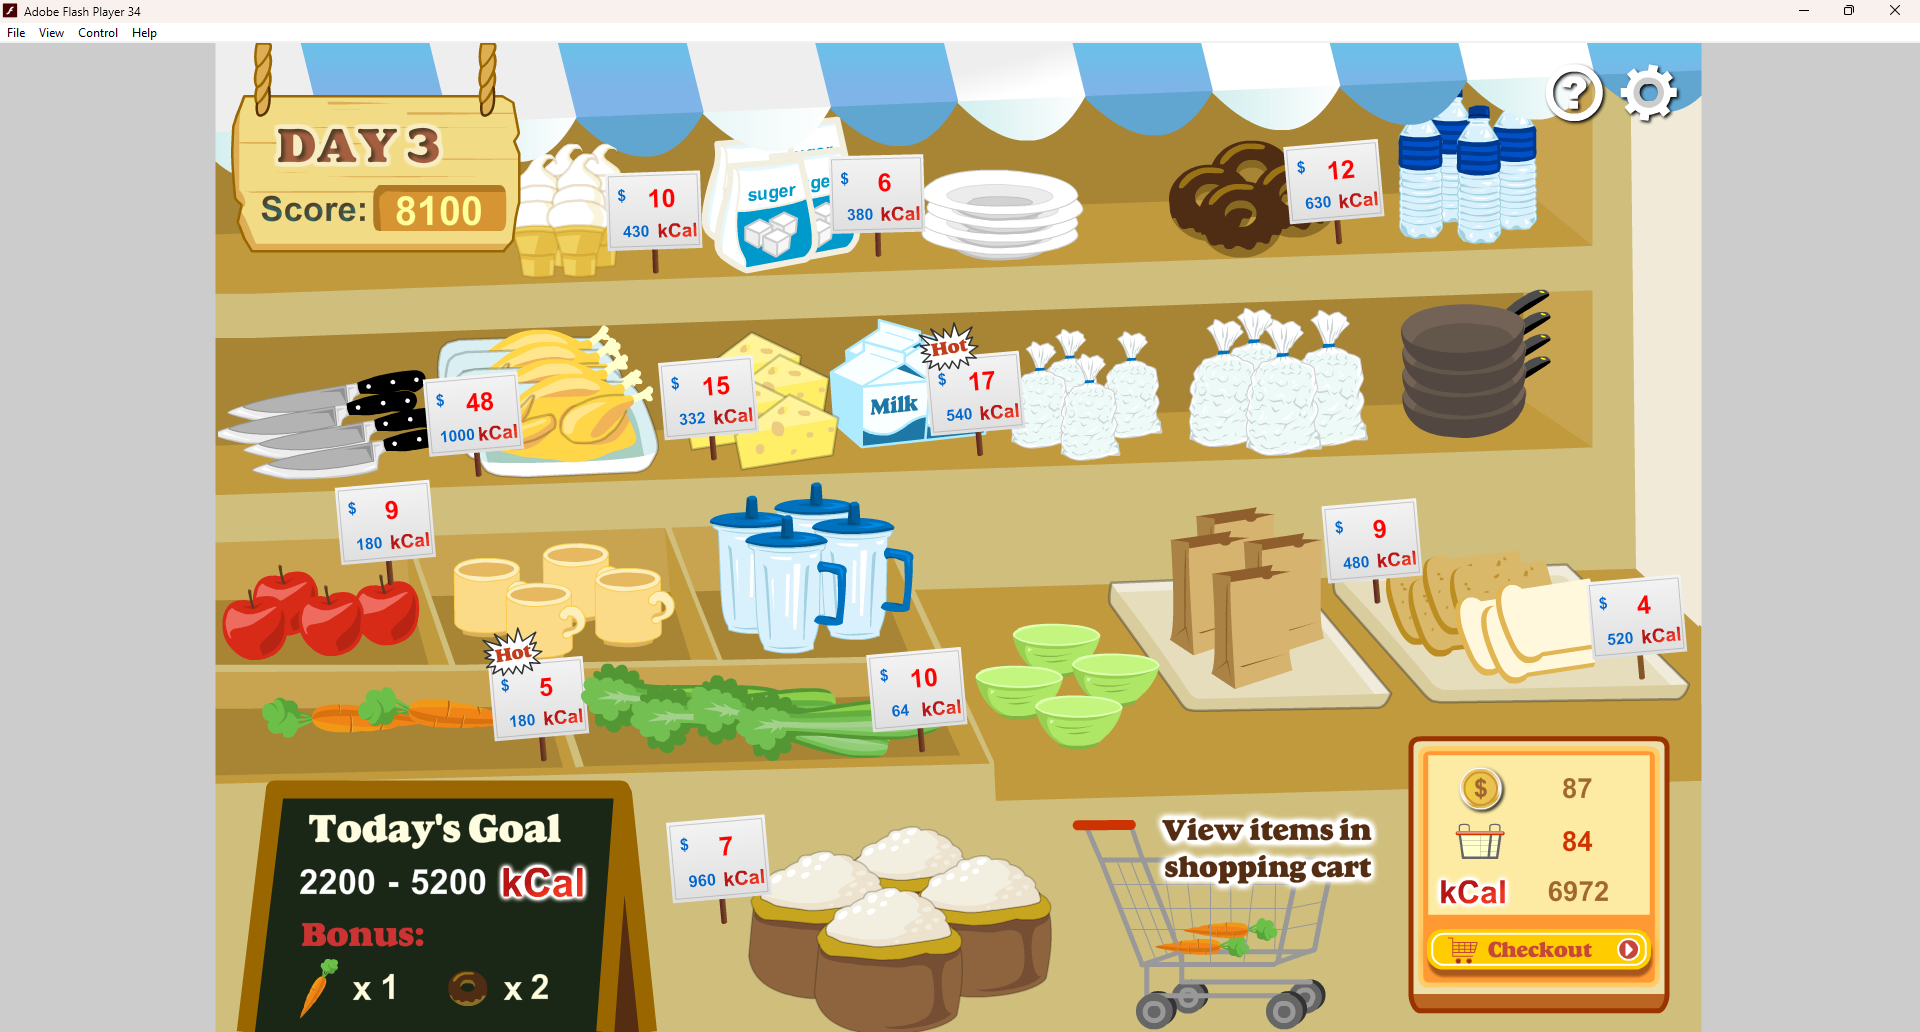 Adobe Flash Player 34
File View Control Help
DAY 3
Score: 8100
$ 10
430 kCal
suger
suger
$ 6
380 kCal
$ 12
630 kCal
$ 48
1000 kCal
$ 15
332 kCal
Milk
Hot
$ 17
540 kCal
$ 9
180 kCal
$ 9
480 kCal
$ 4
520 kCal
Hot
$ 5
180 kCal
$ 10
64 kCal
Today's Goal
2200 - 5200 kCal
Bonus:
x 1 x 2
$ 7
960 kCal
View items in
shopping cart
$ 87
84
kCal 6972
Checkout